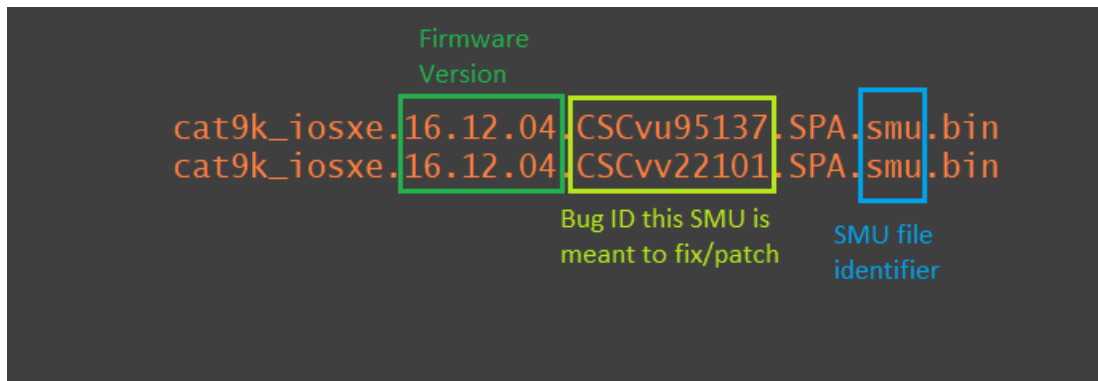 Firmware
Version
cat9k_iosxe.16.12.04.CSCvu95137.SPA.smu.bin
cat9k_iosxe.16.12.04.CSCvv22101.SPA.smu.bin
Bug ID this SMU is
meant to fix/patch
SMU file
identifier